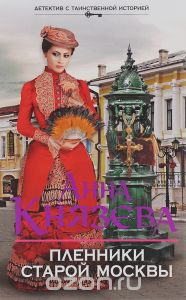 ДЕТЕКТИВ С ТАИНСТВЕННОЙ ИСТОРИЕЙ
АННА
КНЯЗЕВА
ПЛЕННИКИ
СТАРОЙ МОСКВЫ
ozon.ru